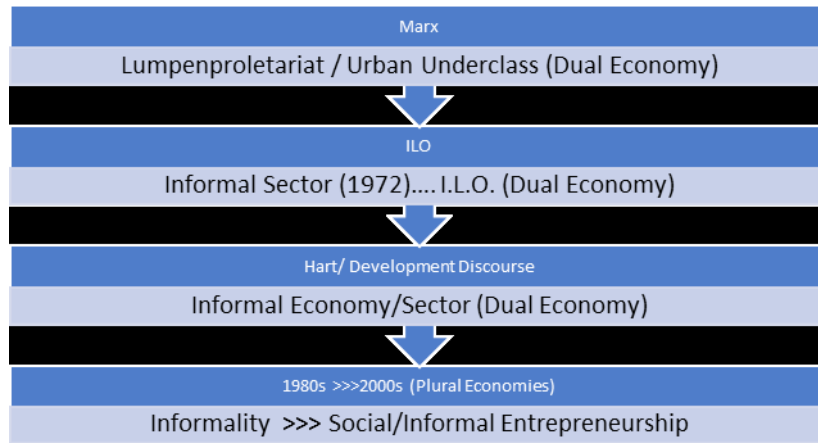 Marx
Lumpenproletariat / Urban Underclass (Dual Economy)
ILO
Informal Sector (1972).... I.L.O. (Dual Economy)
Hart/ Development Discourse
Informal Economy/Sector (Dual Economy)
1980s >>>2000s (Plural Economies)
Informality >>> Social/Informal Entrepreneurship